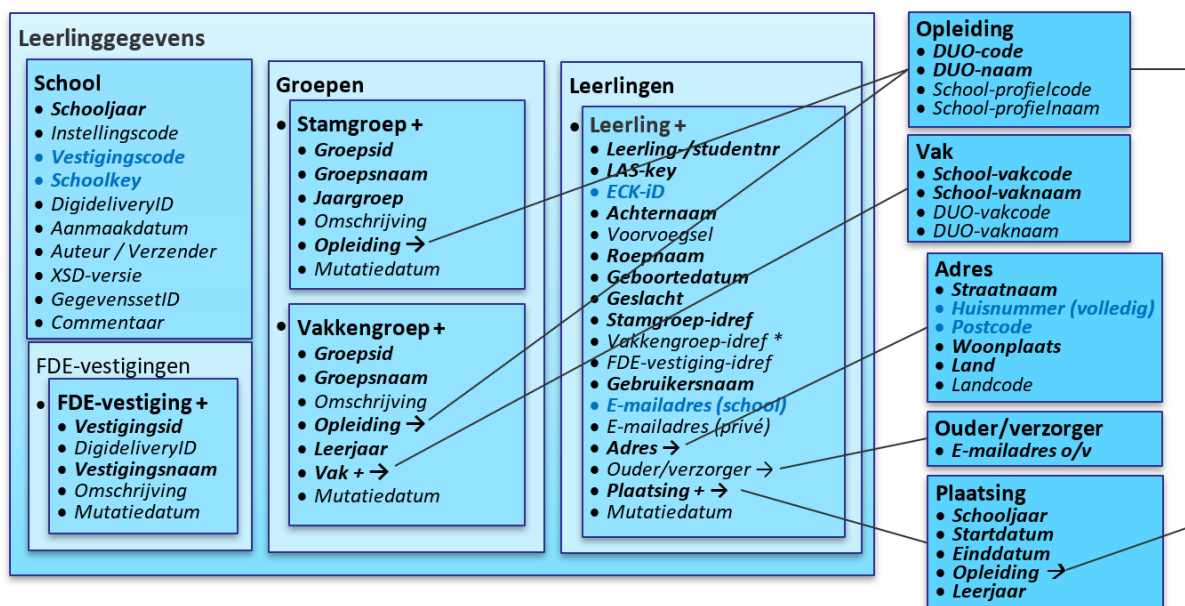 Leerlinggegevens
School
• Schooljaar
• Instellingscode
• Vestigingscode
• Schoolkey
• DigideliveryID
• Aanmaakdatum
• Auteur / Verzender
• XSD-versie
• GegevenssetID
• Commentaar
FDE-vestigingen
• FDE-vestiging +
• Vestigingsid
• DigideliveryID
• Vestigingsnaam
• Omschrijving
• Mutatiedatum
Groepen
• Stamgroep +
• Groepsid
• Groepsnaam
• Jaargroep
• Omschrijving
• Opleiding →
• Mutatiedatum
• Vakkengroep +
• Groepsid
• Groepsnaam
• Omschrijving
• Opleiding →
• Leerjaar
• Vak + →
• Mutatiedatum
Leerlingen
• Leerling +
• Leerling-/studentnr
• LAS-key
• ECK-iD
• Achternaam
• Voorvoegsel
• Roepnaam
• Geboortedatum
• Geslacht
• Stamgroep-idref
• Vakkengroep-idref *
• FDE-vestiging-idref
• Gebruikersnaam
• E-mailadres (school)
• E-mailadres (privé)
• Adres →
• Ouder/verzorger →
• Plaatsing + →
• Mutatiedatum
Opleiding
• DUO-code
• DUO-naam
• School-profielcode
• School-profielnaam
Vak
• School-vakcode
• School-vaknaam
• DUO-vakcode
• DUO-vaknaam
Adres
• Straatnaam
• Huisnummer (volledig)
• Postcode
• Woonplaats
• Land
• Landcode
Ouder/verzorger
• E-mailadres o/v
Plaatsing
• Schooljaar
• Startdatum
• Einddatum
• Opleiding →
• Leerjaar